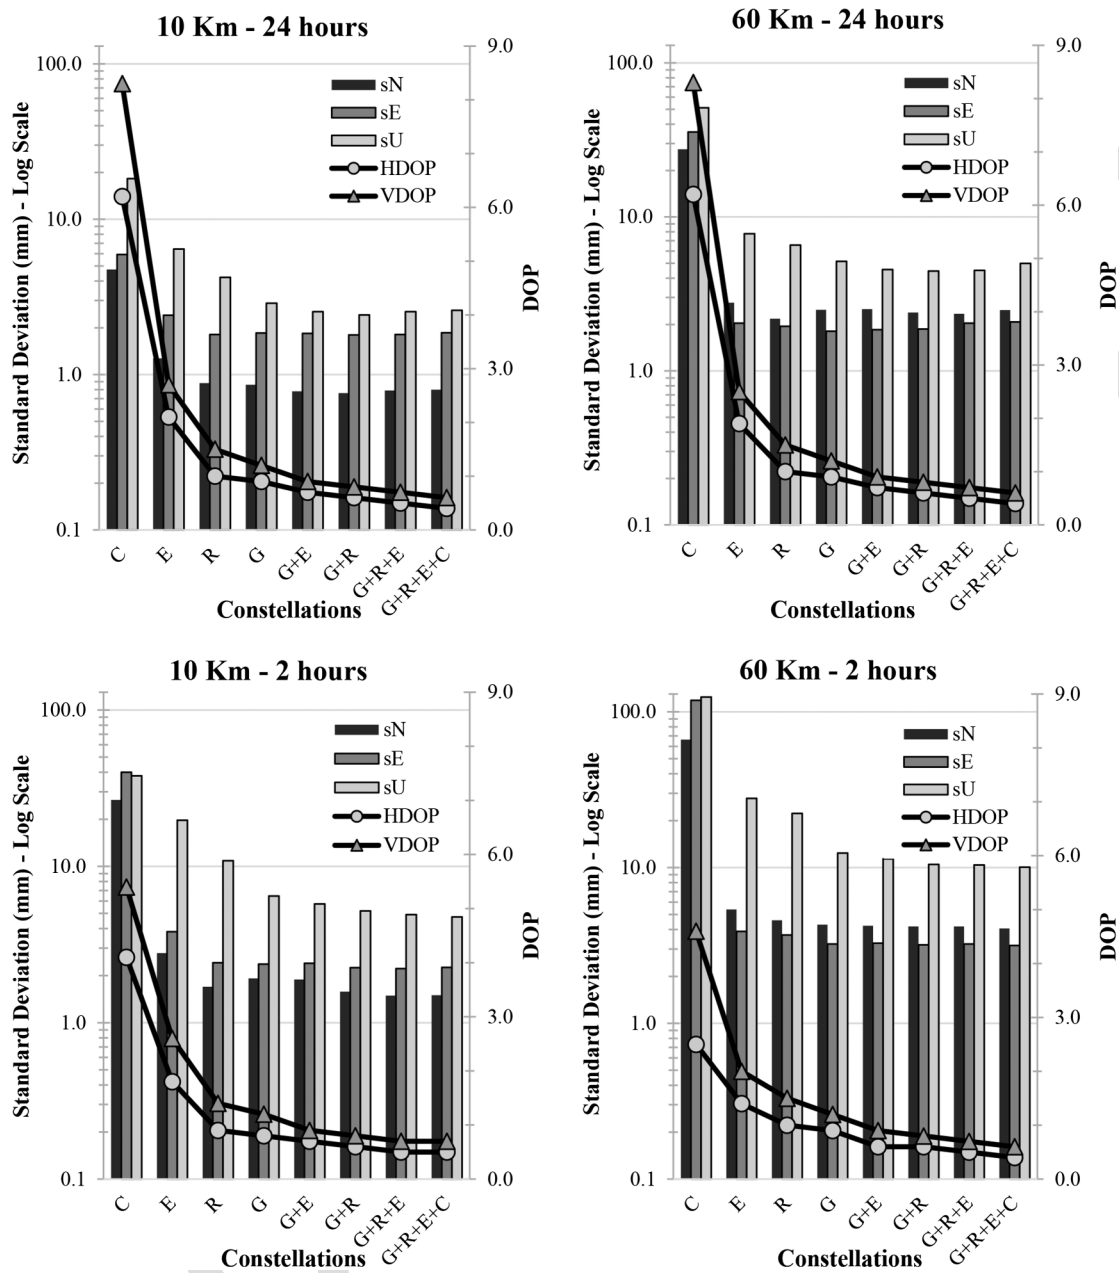 10 Km - 24 hours
Standard Deviation (mm) - Log Scale
100.0
10.0
1.0
0.1
9.0
6.0
3.0
0.0
DOP
sN
sE
sU
HDOP
VDOP
C
E
R
G
G+E
G+R
G+R+E
G+R+E+C
Constellations
60 Km - 24 hours
Standard Deviation (mm) - Log Scale
100.0
10.0
1.0
0.1
9.0
6.0
3.0
0.0
DOP
sN
sE
sU
HDOP
VDOP
C
E
R
G
G+E
G+R
G+R+E
G+R+E+C
Constellations
10 Km - 2 hours
Standard Deviation (mm) - Log Scale
100.0
10.0
1.0
0.1
9.0
6.0
3.0
0.0
DOP
sN
sE
sU
HDOP
VDOP
C
E
R
G
G+E
G+R
G+R+E
G+R+E+C
Constellations
60 Km - 2 hours
Standard Deviation (mm) - Log Scale
100.0
10.0
1.0
0.1
9.0
6.0
3.0
0.0
DOP
sN
sE
sU
HDOP
VDOP
C
E
R
G
G+E
G+R
G+R+E
G+R+E+C
Constellations